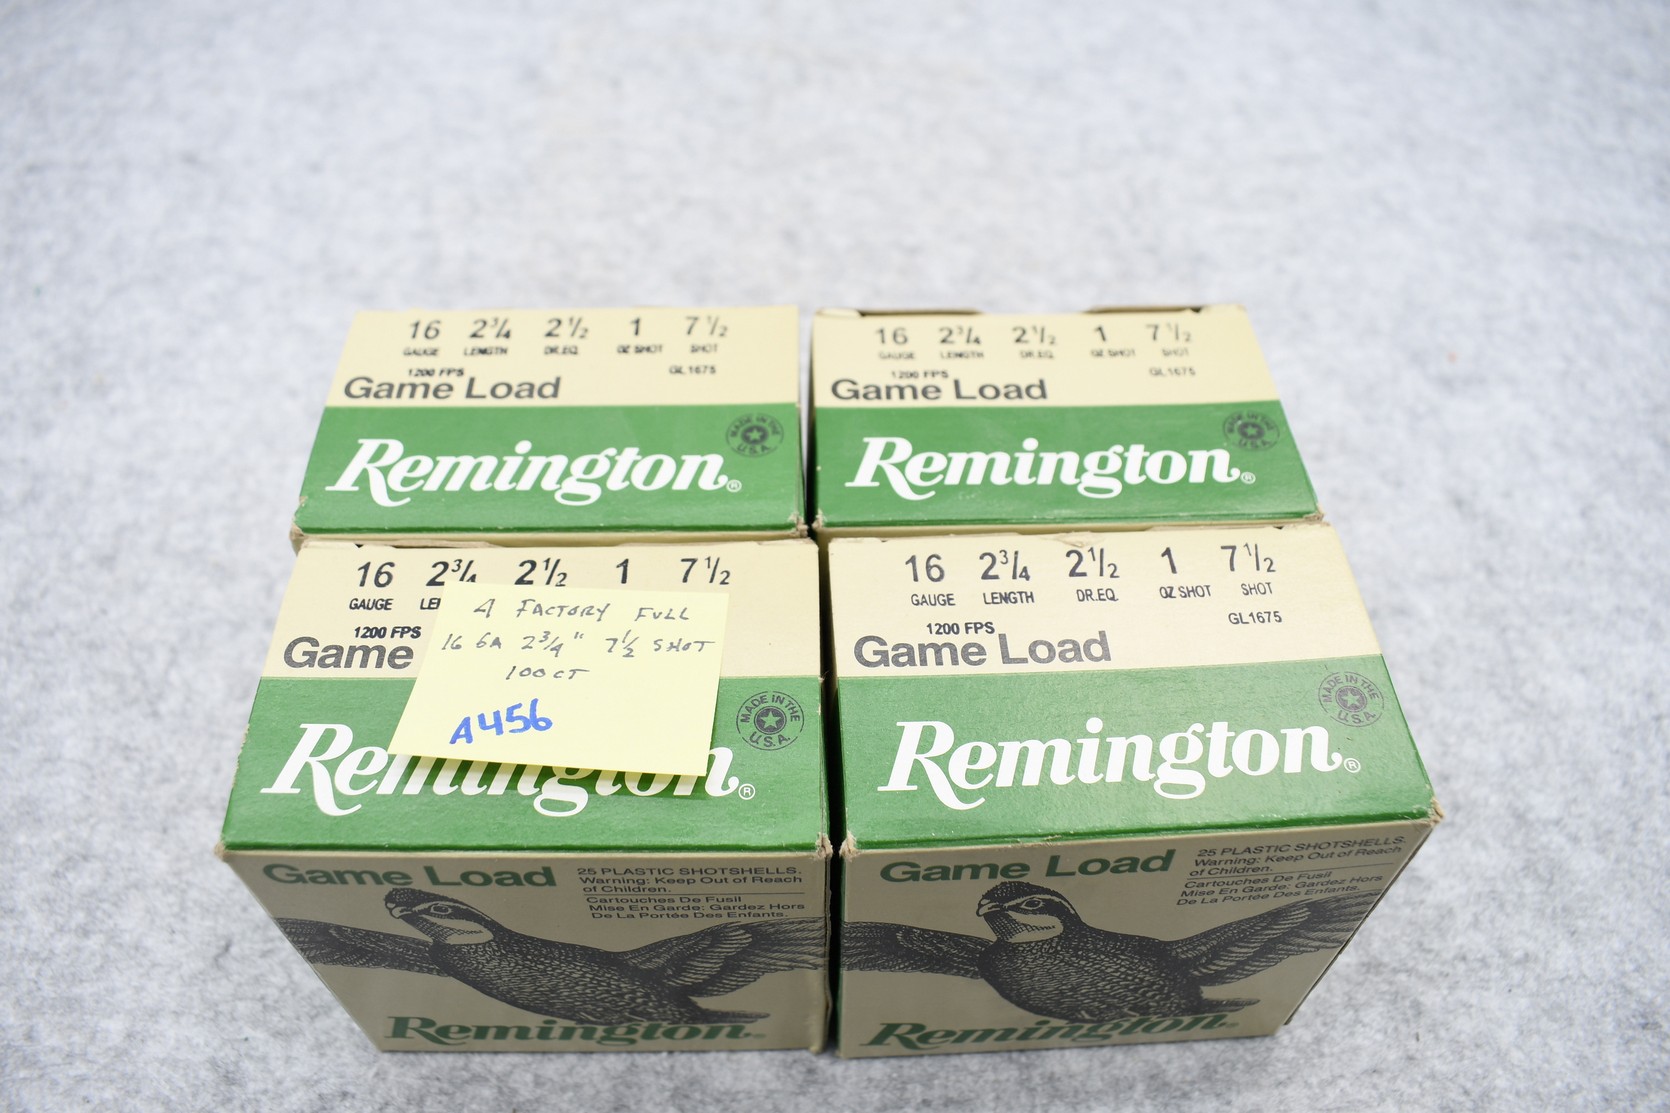 16 2¾ 2½ 1 7½
GAUGE LENGTH DR.EQ. OZ SHOT SHOT
1200 FPS GL1675
Game Load
MADE IN THE U.S.A.
Remington®
16 2¾ 2½ 1 7½
GAUGE LENGTH DR.EQ. OZ SHOT SHOT
1200 FPS GL1675
Game Load
MADE IN THE U.S.A.
Remington®
16 2¾ 2½ 1 7½
GAUGE LE
1200 FPS
Game
4 FACTORY FULL
16 GA 2¾" 7½ SHOT
100 CT
A456
MADE IN THE U.S.A.
Remington®
Game Load
25 PLASTIC SHOTSHELLS.
Warning: Keep Out of Reach
of Children.
Cartouches De Fusil
Mise En Garde: Gardez Hors
De La Portée Des Enfants.
Remington
16 2¾ 2½ 1 7½
GAUGE LENGTH DR.EQ. OZ SHOT SHOT
1200 FPS GL1675
Game Load
MADE IN THE U.S.A.
Remington®
Game Load
25 PLASTIC SHOTSHELLS.
Warning: Keep Out of Reach
of Children.
Cartouches De Fusil
Mise En Garde: Gardez Hors
De La Portée Des Enfants.
Remington